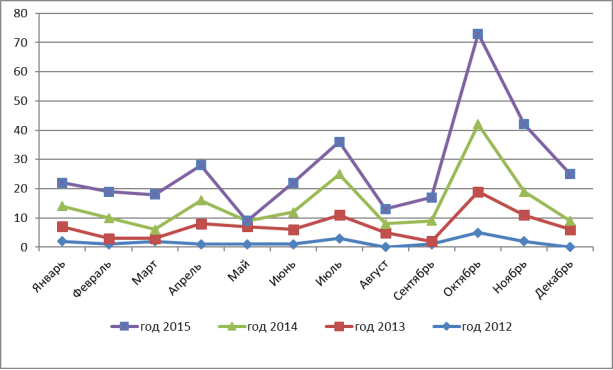 80
70
60
50
40
30
20
10
0
Январь
Февраль
Март
Апрель
Май
Июнь
Июль
Август
Сентябрь
Октябрь
Ноябрь
Декабрь
год 2015 год 2014 год 2013 год 2012